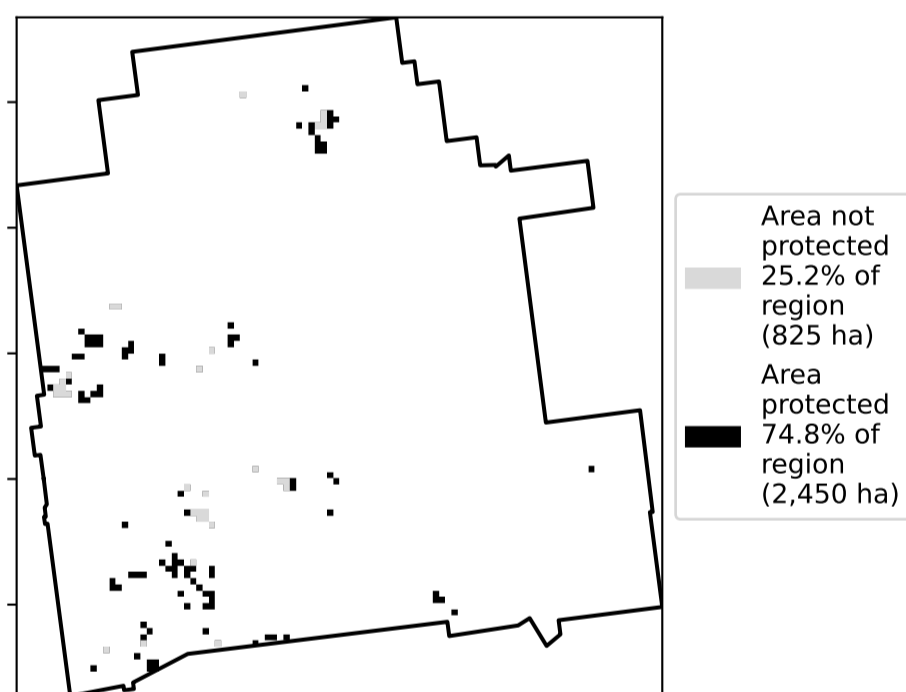 Area not
protected
25.2% of
region
(825 ha)
Area
protected
74.8% of
region
(2,450 ha)